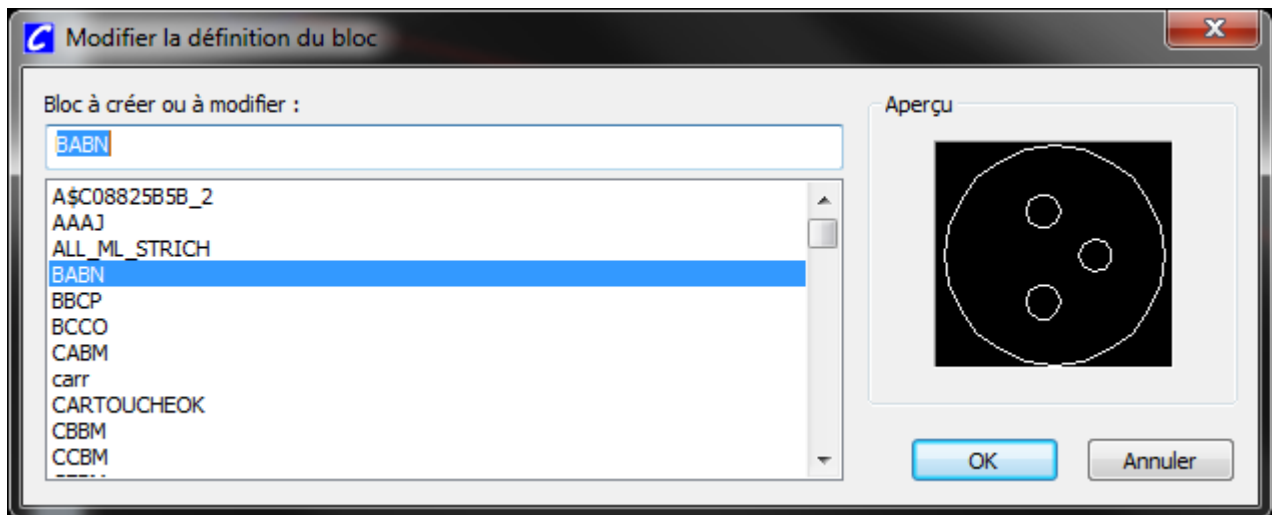 Modifier la définition du bloc
Bloc à créer ou à modifier :
BABN
A$C08825B5B_2
AAAJ
ALL_ML_STRICH
BABN
BBCP
BCCO
CABM
carr
CARTOUCHEOK
CBBM
CCBM
Aperçu
OK
Annuler